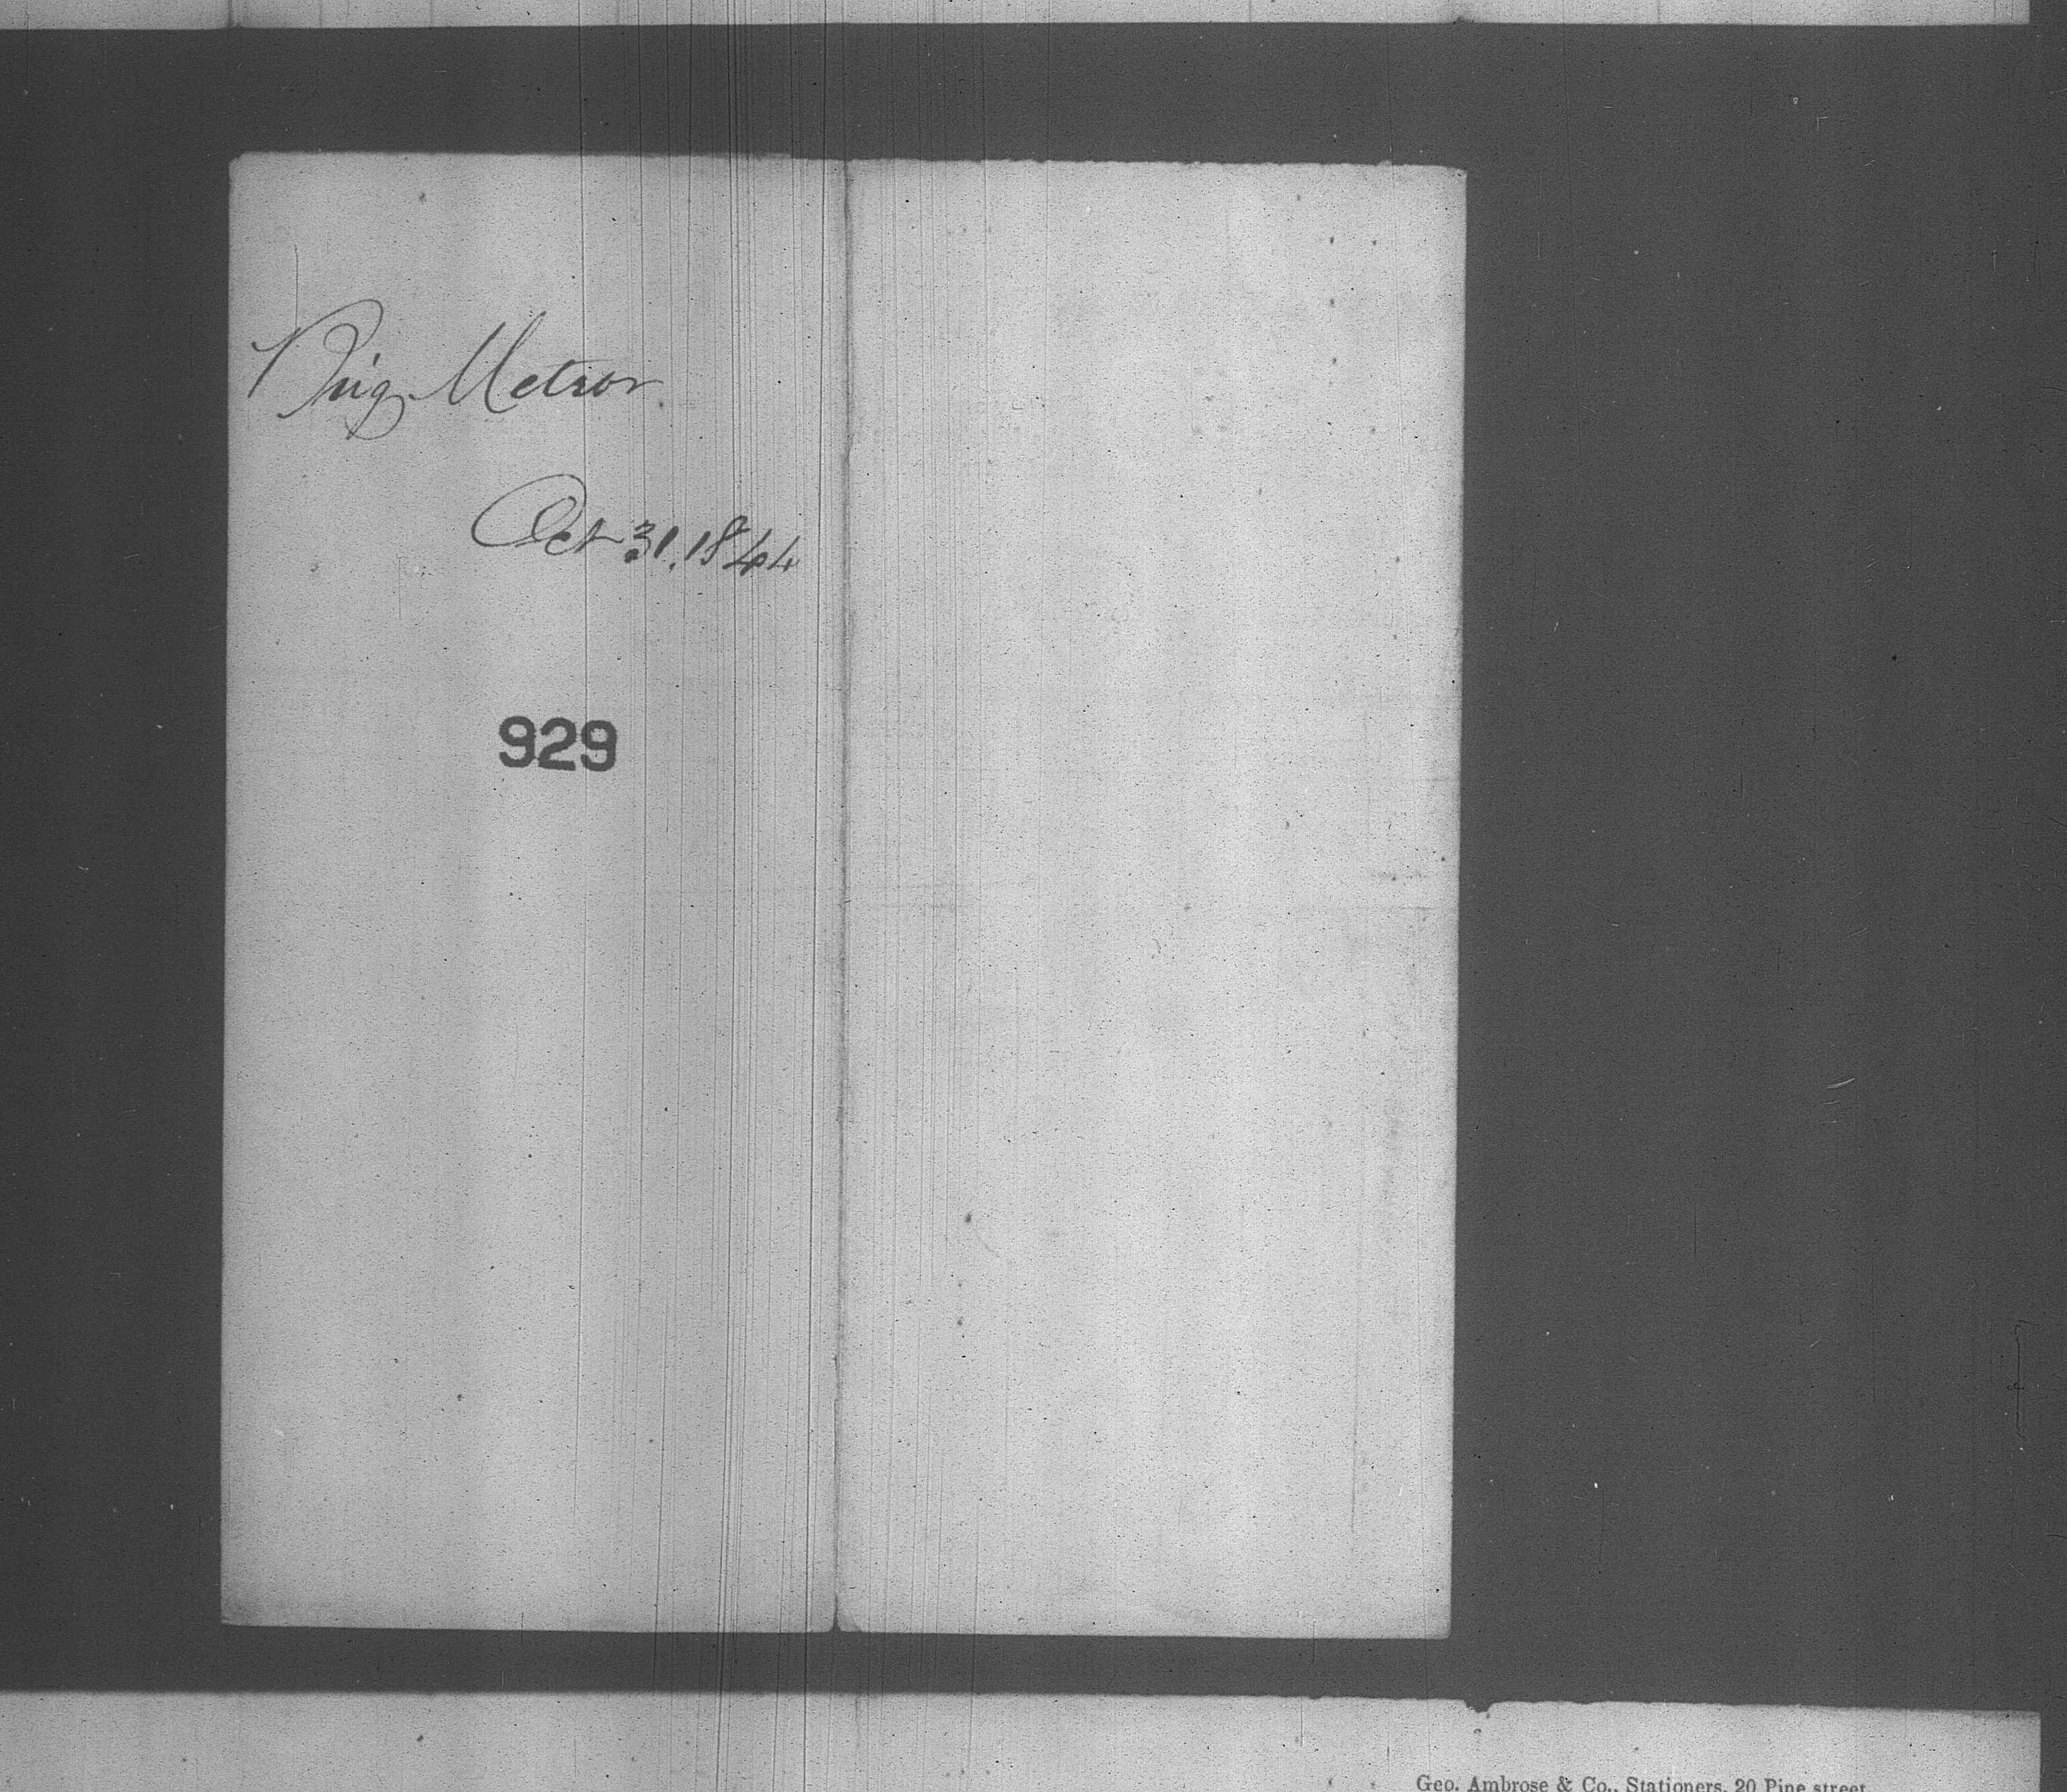 Brig Meteor
Oct 31, 1844
929
Geo. Ambrose & Co., Stationers, 20 Pine street